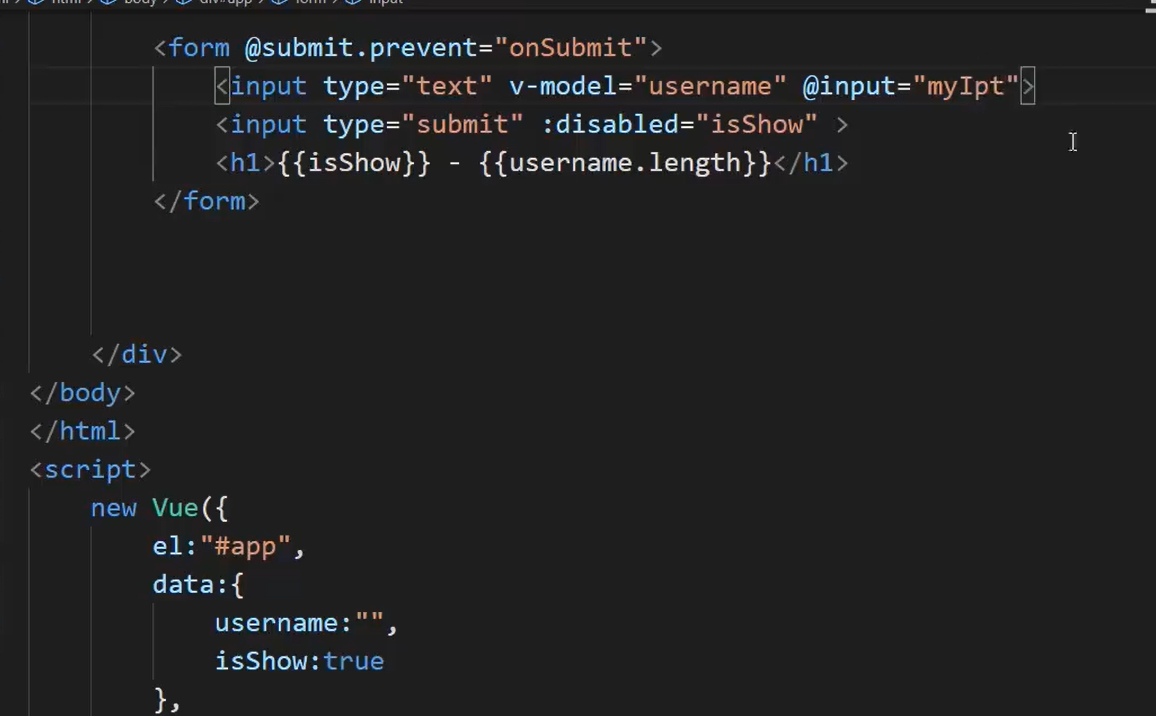 html > body > div#app > form > input
<form @submit.prevent="onSubmit">
<input type="text" v-model="username" @input="myIpt">
<input type="submit" :disabled="isShow" >
<h1>{{isShow}} - {{username.length}}</h1>
</form>
</div>
</body>
</html>
<script>
new Vue({
el:"#app",
data:{
username:"",
isShow:true
},